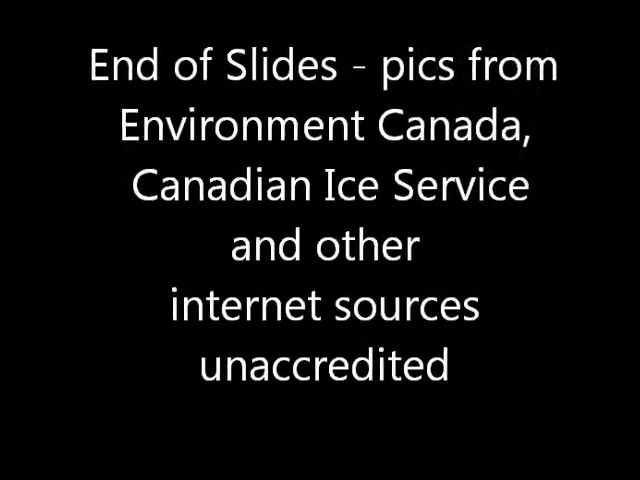 End of Slides - pics from
Environment Canada,
Canadian Ice Service
and other
internet sources
unaccredited